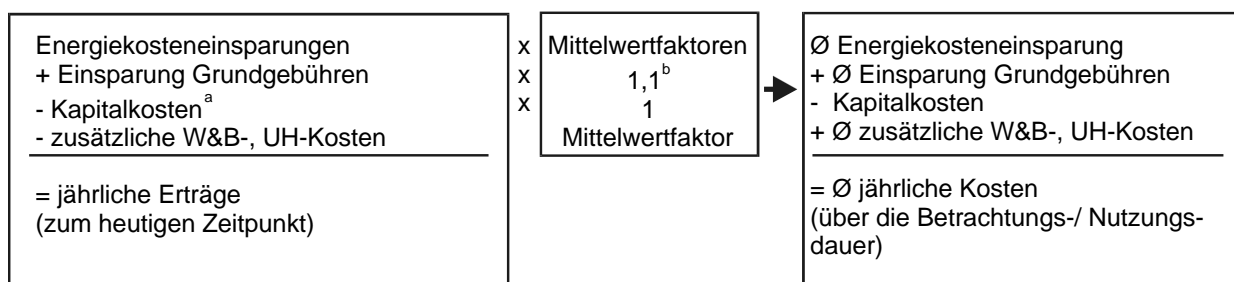 Energiekosteneinsparungen
+ Einsparung Grundgebühren
- Kapitalkosten^a
- zusätzliche W&B-, UH-Kosten
= jährliche Erträge
(zum heutigen Zeitpunkt)
x
x
x
Mittelwertfaktoren
1,1^b
1
Mittelwertfaktor
Ø Energiekosteneinsparung
+ Ø Einsparung Grundgebühren
- Kapitalkosten
+ Ø zusätzliche W&B-, UH-Kosten
= Ø jährliche Kosten
(über die Betrachtungs-/ Nutzungs-
dauer)